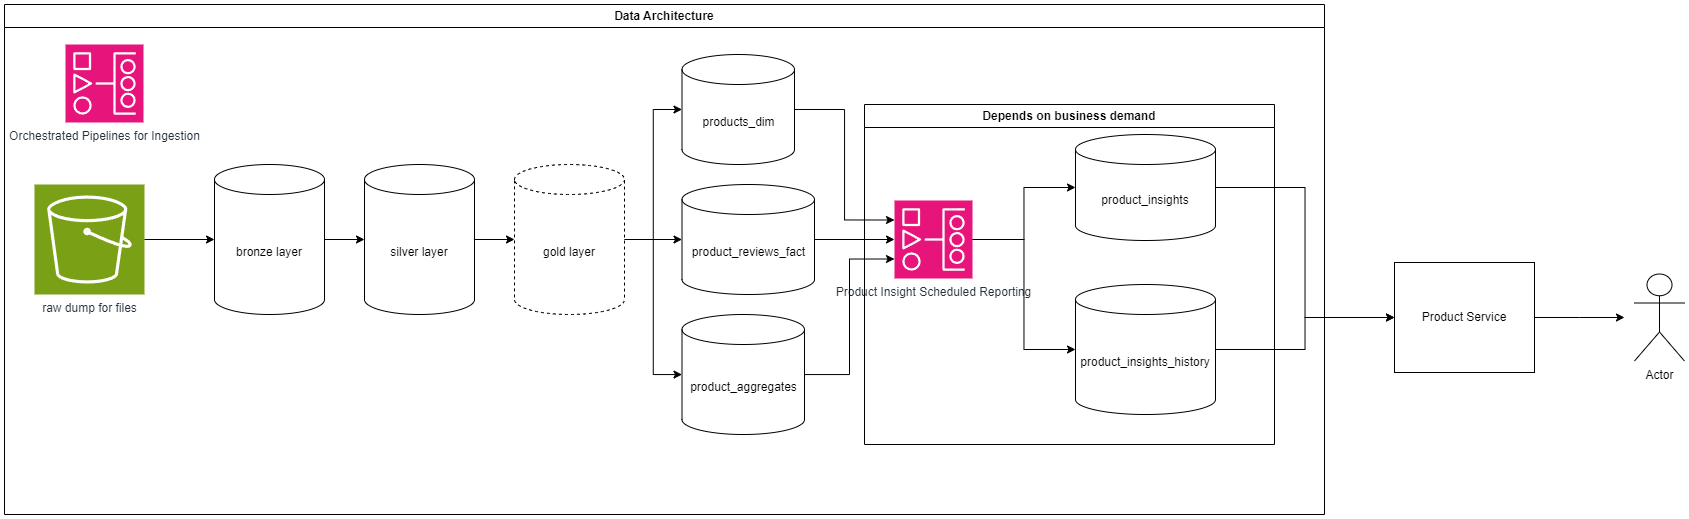 Data Architecture
Orchestrated Pipelines for Ingestion
products_dim
Depends on business demand
product_insights
bronze layer
silver layer
gold layer
product_reviews_fact
raw dump for files
Product Insight Scheduled Reporting
Product Service
product_insights_history
product_aggregates
Actor